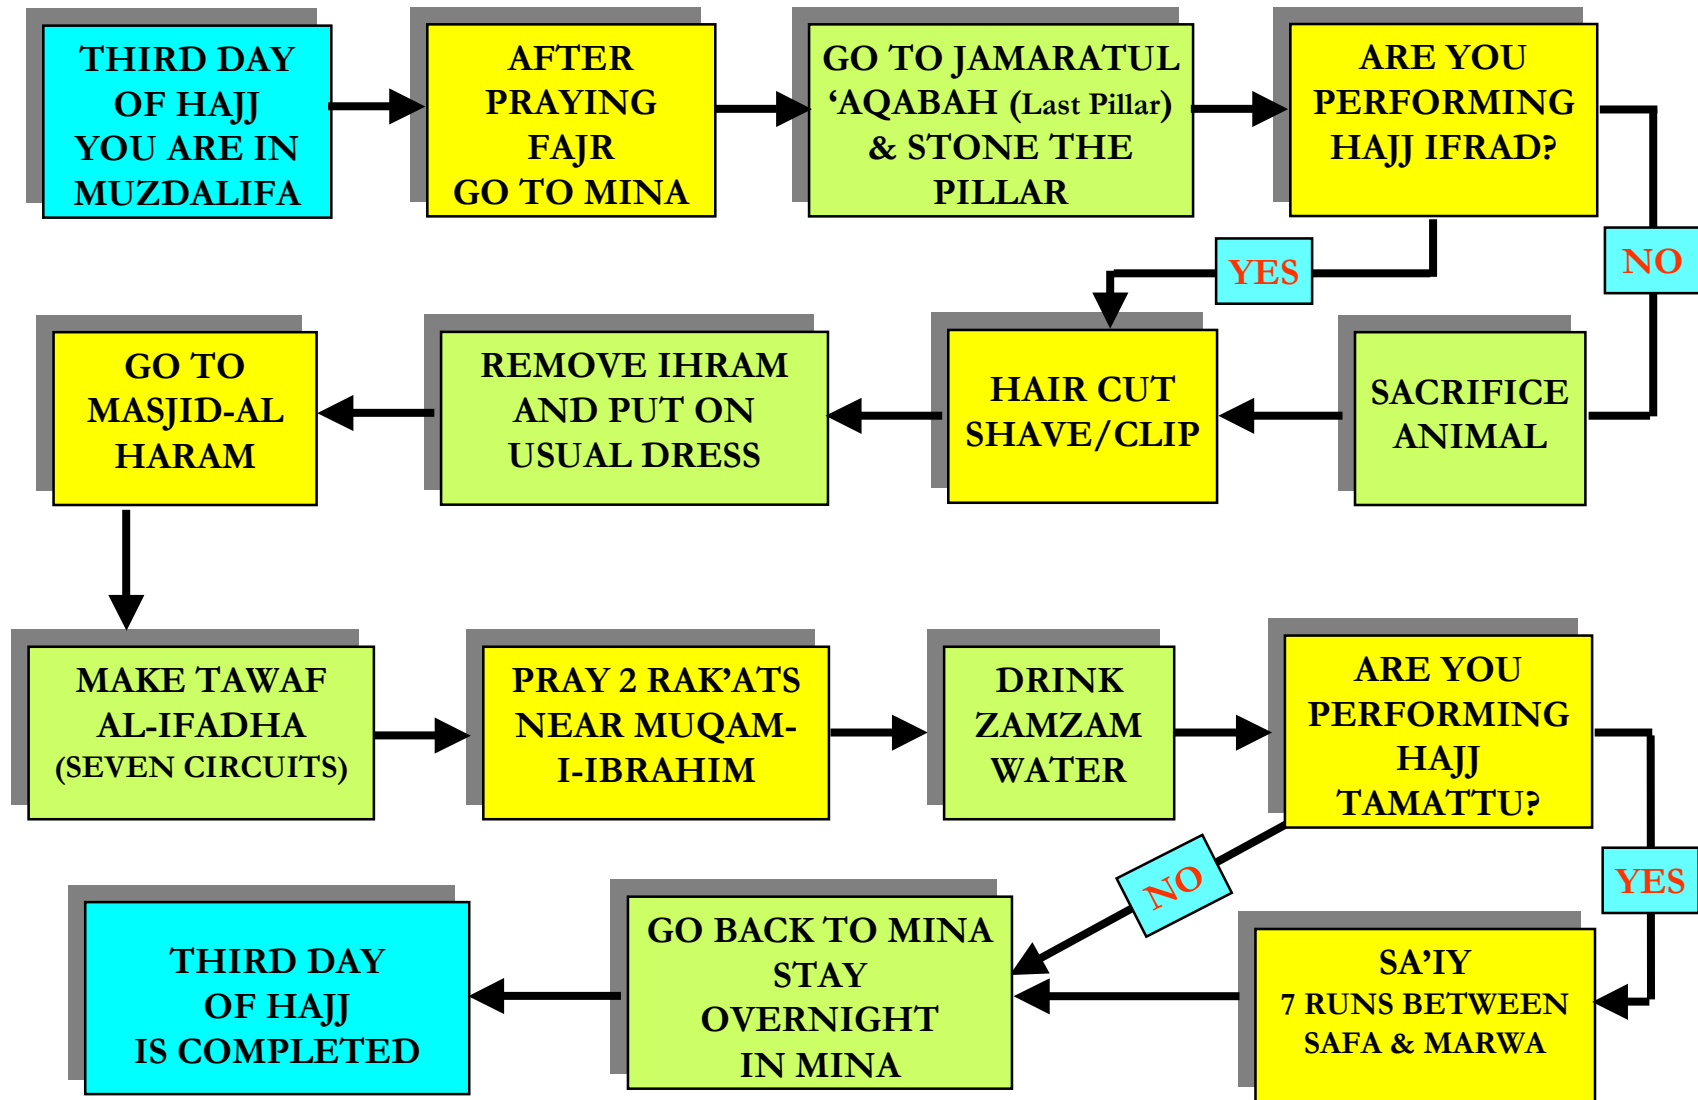 THIRD DAY
OF HAJJ
YOU ARE IN
MUZDALIFA
AFTER
PRAYING
FAJR
GO TO MINA
GO TO JAMARATUL
‘AQABAH (Last Pillar)
& STONE THE
PILLAR
ARE YOU
PERFORMING
HAJJ IFRAD?
YES
NO
SACRIFICE
ANIMAL
HAIR CUT
SHAVE/CLIP
REMOVE IHRAM
AND PUT ON
USUAL DRESS
GO TO
MASJID-AL
HARAM
MAKE TAWAF
AL-IFADHA
(SEVEN CIRCUITS)
PRAY 2 RAK’ATS
NEAR MUQAM-
I-IBRAHIM
DRINK
ZAMZAM
WATER
ARE YOU
PERFORMING
HAJJ
TAMATTU?
NO
YES
SA’IY
7 RUNS BETWEEN
SAFA & MARWA
GO BACK TO MINA
STAY
OVERNIGHT
IN MINA
THIRD DAY
OF HAJJ
IS COMPLETED